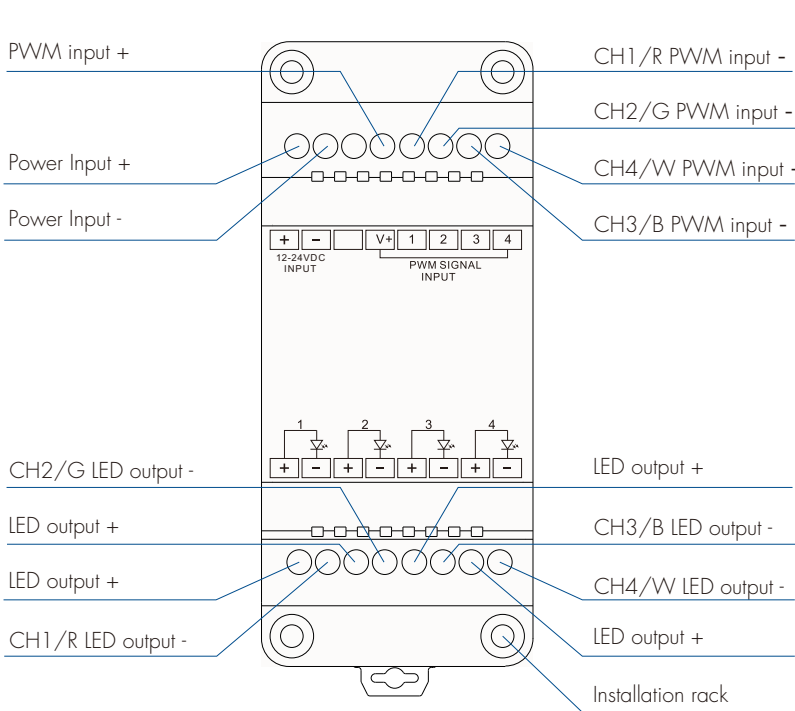 PWM input +
CH1/R PWM input -
CH2/G PWM input -
Power Input +
CH4/W PWM input -
Power Input -
CH3/B PWM input -
+ - V+ 1 2 3 4
12-24VDC
INPUT
PWM SIGNAL
INPUT
1 2 3 4
+ - + - + - + -
CH2/G LED output -
LED output +
LED output +
CH3/B LED output -
LED output +
CH4/W LED output -
CH1/R LED output -
LED output +
Installation rack